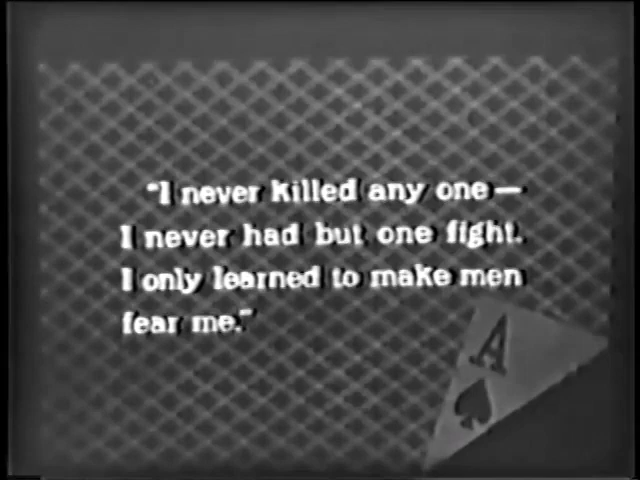 "I never killed any one—
I never had but one fight.
I only learned to make men
fear me."
A